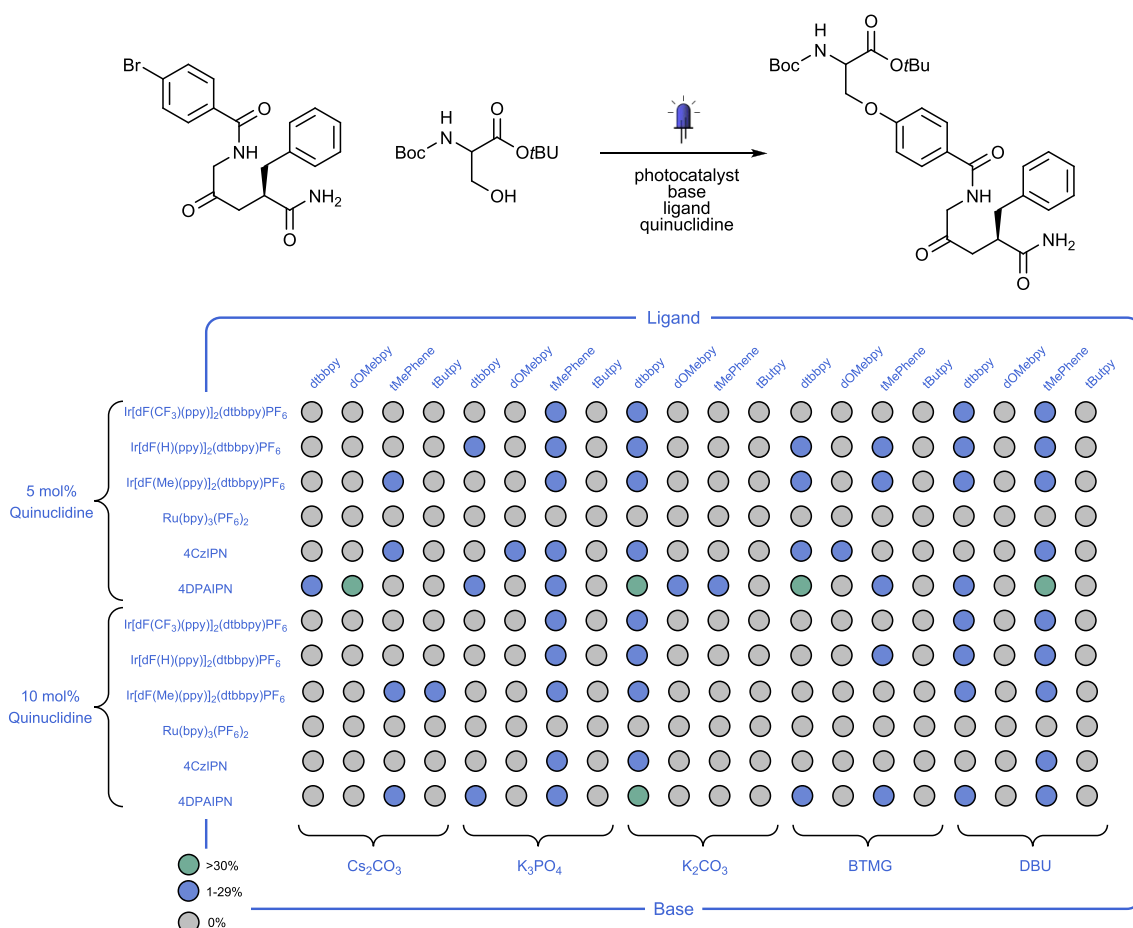 Br
O
NH
O
NH2
O
H
N
Boc
O
OtBU
OH
photocatalyst
base
ligand
quinuclidine
O
H
N
Boc
OtBu
O
O
NH
O
NH2
O
Ligand
dtbbpy dOMebpy tMePhene tButpy dtbbpy dOMebpy tMePhene tButpy dtbbpy dOMebpy tMePhene tButpy dtbbpy dOMebpy tMePhene tButpy dtbbpy dOMebpy tMePhene tButpy
5 mol%
Quinuclidine
Ir[dF(CF3)(ppy)]2(dtbbpy)PF6
Ir[dF(H)(ppy)]2(dtbbpy)PF6
Ir[dF(Me)(ppy)]2(dtbbpy)PF6
Ru(bpy)3(PF6)2
4CzIPN
4DPAIPN
10 mol%
Quinuclidine
Ir[dF(CF3)(ppy)]2(dtbbpy)PF6
Ir[dF(H)(ppy)]2(dtbbpy)PF6
Ir[dF(Me)(ppy)]2(dtbbpy)PF6
Ru(bpy)3(PF6)2
4CzIPN
4DPAIPN
Cs2CO3 K3PO4 K2CO3 BTMG DBU
>30%
1-29%
0%
Base